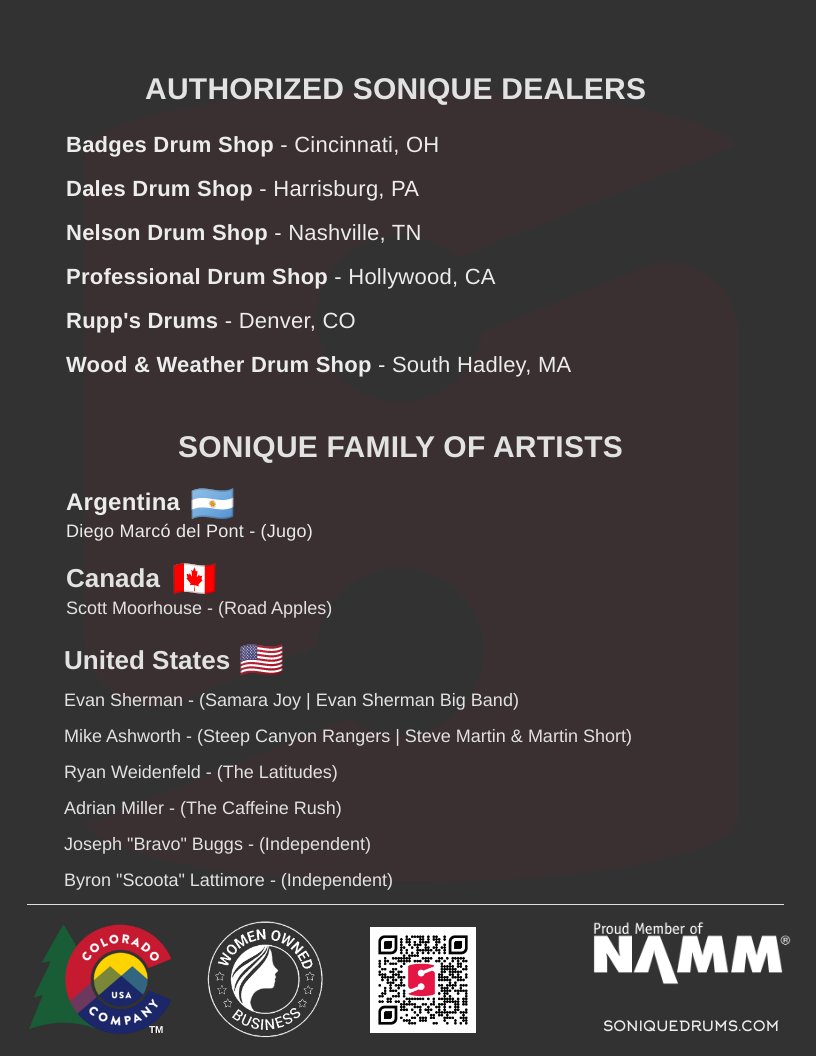 AUTHORIZED SONIQUE DEALERS
Badges Drum Shop - Cincinnati, OH
Dales Drum Shop - Harrisburg, PA
Nelson Drum Shop - Nashville, TN
Professional Drum Shop - Hollywood, CA
Rupp's Drums - Denver, CO
Wood & Weather Drum Shop - South Hadley, MA
SONIQUE FAMILY OF ARTISTS
Argentina
Diego Marcó del Pont - (Jugo)
Canada
Scott Moorhouse - (Road Apples)
United States
Evan Sherman - (Samara Joy | Evan Sherman Big Band)
Mike Ashworth - (Steep Canyon Rangers | Steve Martin & Martin Short)
Ryan Weidenfeld - (The Latitudes)
Adrian Miller - (The Caffeine Rush)
Joseph "Bravo" Buggs - (Independent)
Byron "Scoota" Lattimore - (Independent)
COLORADO
USA
COMPANY
TM
WOMEN OWNED
BUSINESS
Proud Member of
NAMM®
SONIQUEDRUMS.COM